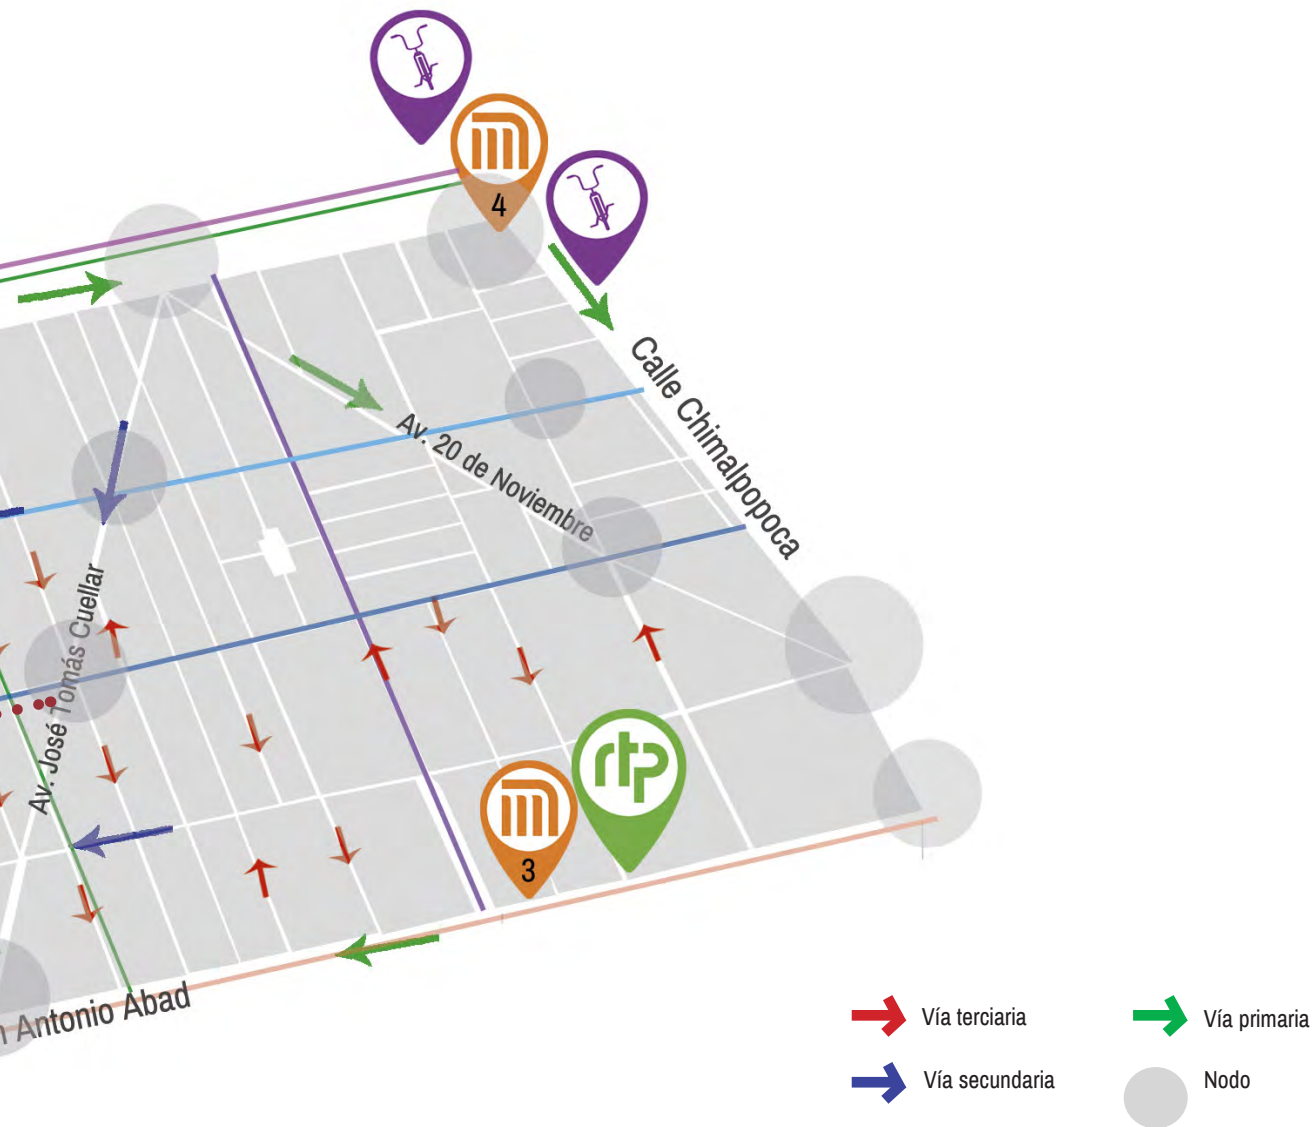 4
Calle Chimalpopoca
Av. 20 de Noviembre
Av. José Tomás Cuellar
rtp
3
n Antonio Abad
Vía terciaria
Vía primaria
Vía secundaria
Nodo